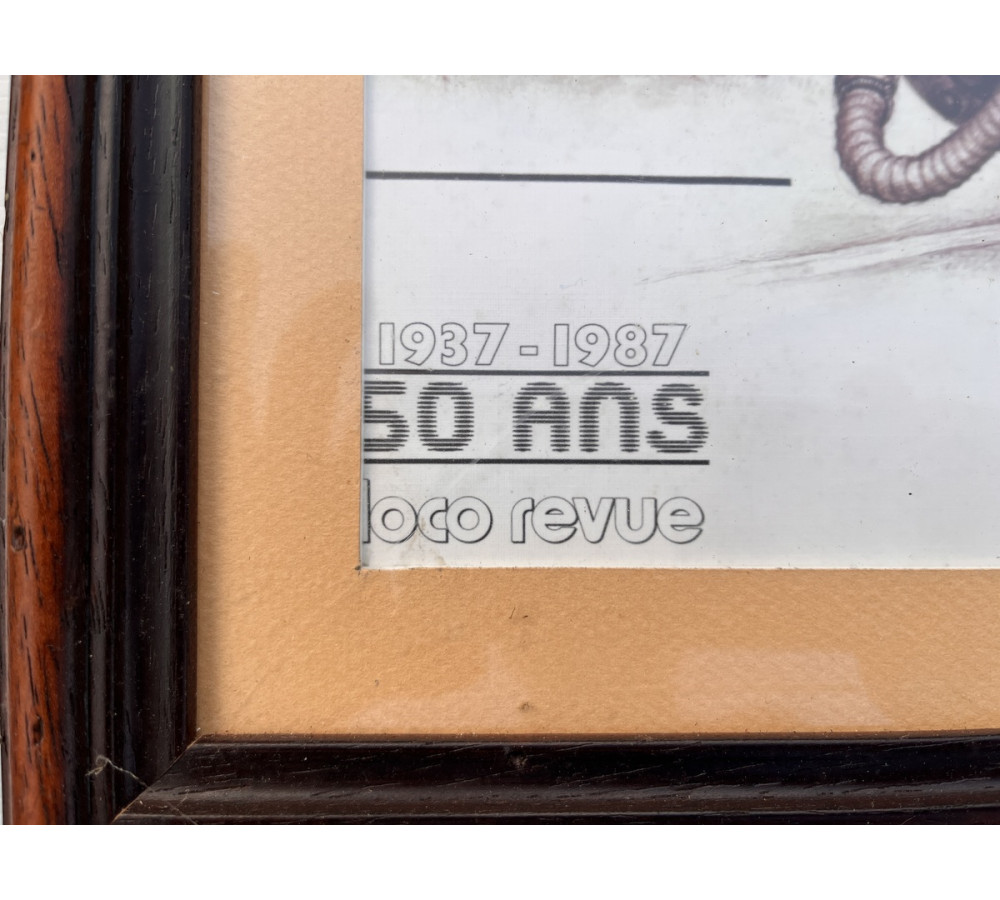 1937 - 1987
50 ANS
loco revue